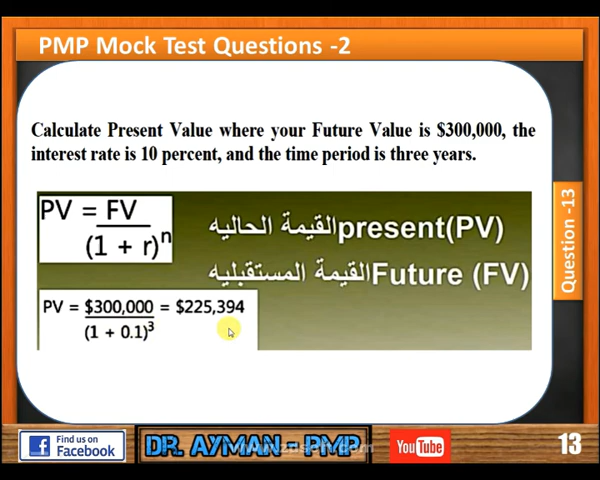 PMP Mock Test Questions -2
Calculate Present Value where your Future Value is $300,000, the
interest rate is 10 percent, and the time period is three years.
PV = FV
(1 + r)^n
القيمة الحاليه present(PV)
القيمة المستقبليه Future (FV)
PV = $300,000 = $225,394
(1 + 0.1)³
Question -13
Find us on
Facebook
DR. AYMAN - PMP
YouTube
13